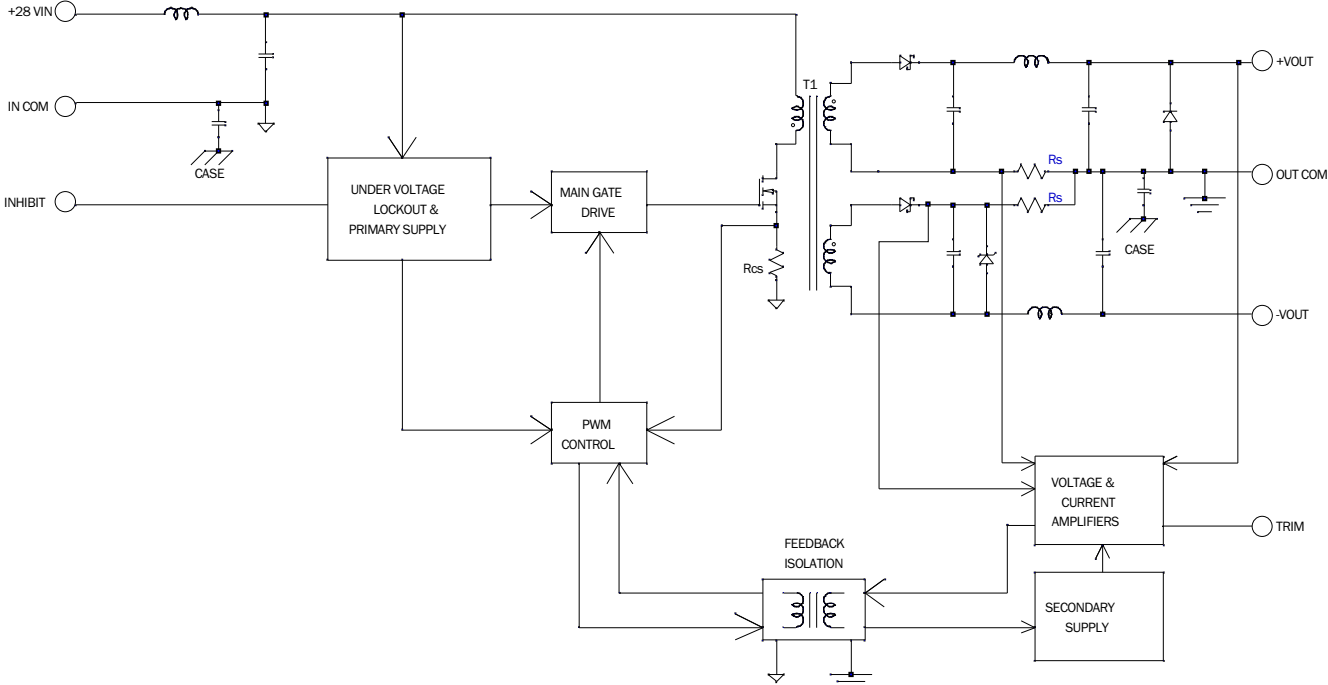 +28 VIN
+VOUT
T1
IN COM
CASE
Rs
OUT COM
UNDER VOLTAGE
LOCKOUT &
PRIMARY SUPPLY
MAIN GATE
DRIVE
INHIBIT
Rs
CASE
Rcs
-VOUT
PWM
CONTROL
VOLTAGE &
CURRENT
AMPLIFIERS
TRIM
FEEDBACK
ISOLATION
SECONDARY
SUPPLY